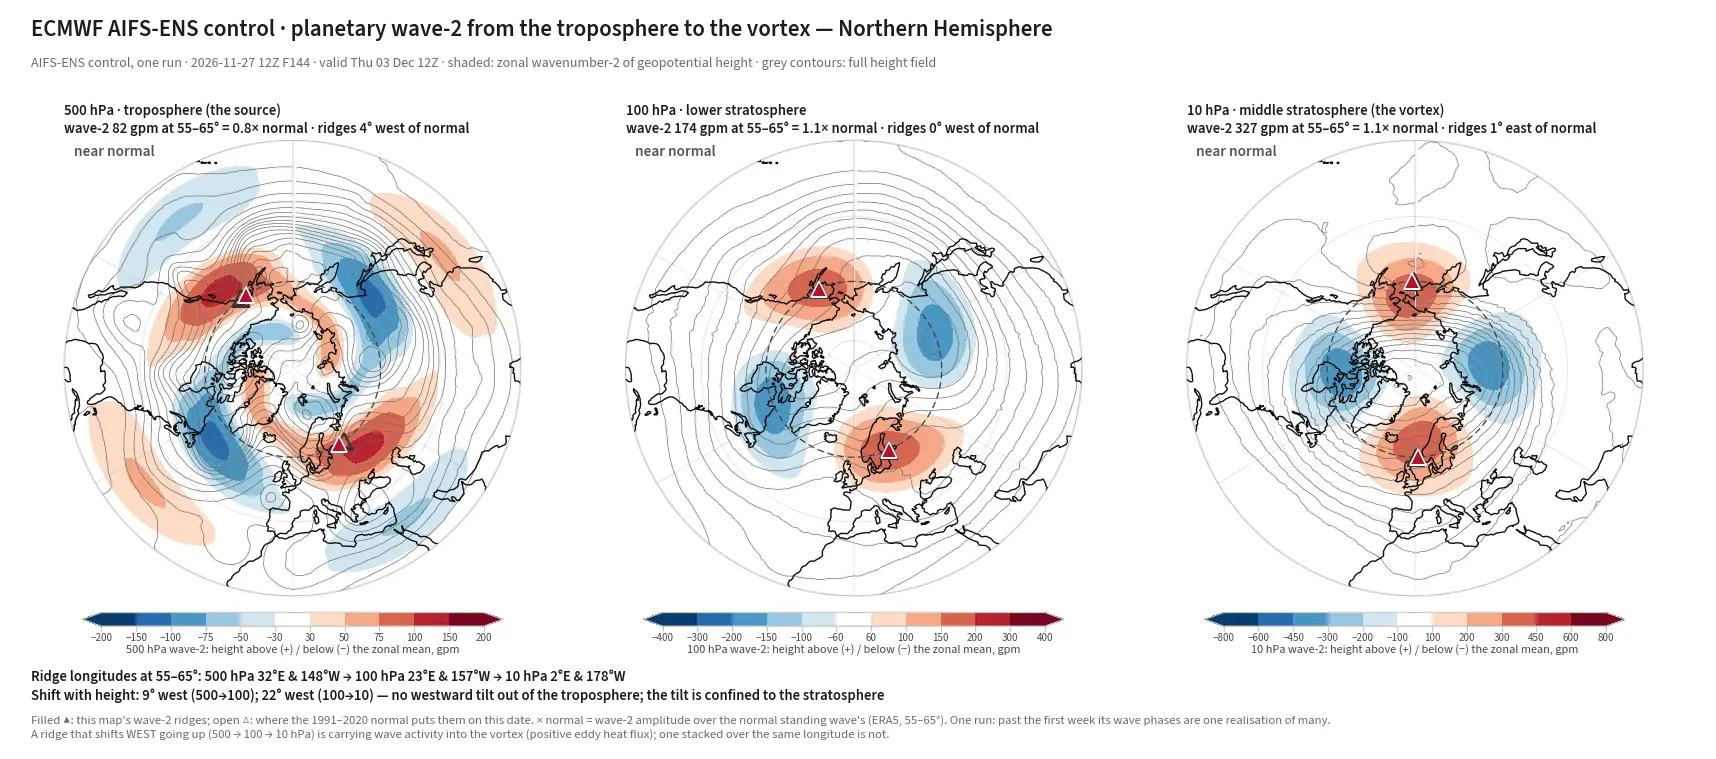 ECMWF AIFS-ENS control · planetary wave-2 from the troposphere to the vortex — Northern Hemisphere
AIFS-ENS control, one run · 2026-11-27 12Z F144 · valid Thu 03 Dec 12Z · shaded: zonal wavenumber-2 of geopotential height · grey contours: full height field
500 hPa · troposphere (the source)
wave-2 82 gpm at 55–65° = 0.8× normal · ridges 4° west of normal
near normal
100 hPa · lower stratosphere
wave-2 174 gpm at 55–65° = 1.1× normal · ridges 0° west of normal
near normal
10 hPa · middle stratosphere (the vortex)
wave-2 327 gpm at 55–65° = 1.1× normal · ridges 1° east of normal
near normal
−200 −150 −100 −75 −50 −30 30 50 75 100 150 200
500 hPa wave-2: height above (+) / below (−) the zonal mean, gpm
−400 −300 −200 −150 −100 −60 60 100 150 200 300 400
100 hPa wave-2: height above (+) / below (−) the zonal mean, gpm
−800 −600 −450 −300 −200 −100 100 200 300 450 600 800
10 hPa wave-2: height above (+) / below (−) the zonal mean, gpm
Ridge longitudes at 55–65°: 500 hPa 32°E & 148°W → 100 hPa 23°E & 157°W → 10 hPa 2°E & 178°W
Shift with height: 9° west (500→100); 22° west (100→10) — no westward tilt out of the troposphere; the tilt is confined to the stratosphere
Filled ▲: this map's wave-2 ridges; open △: where the 1991–2020 normal puts them on this date. × normal = wave-2 amplitude over the normal standing wave's (ERA5, 55–65°). One run: past the first week its wave phases are one realisation of many.
A ridge that shifts WEST going up (500 → 100 → 10 hPa) is carrying wave activity into the vortex (positive eddy heat flux); one stacked over the same longitude is not.